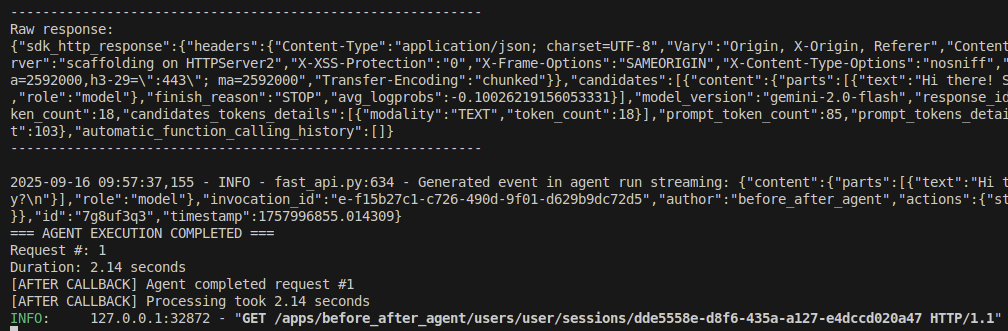 ----------------------------------------------------------
Raw response:
{"sdk_http_response":{"headers":{"Content-Type":"application/json; charset=UTF-8","Vary":"Origin, X-Origin, Referer","Content
rver":"scaffolding on HTTPServer2","X-XSS-Protection":"0","X-Frame-Options":"SAMEORIGIN","X-Content-Type-Options":"nosniff","
a=2592000,h3-29=\":443\"; ma=2592000","Transfer-Encoding":"chunked"}},"candidates":[{"content":{"parts":[{"text":"Hi there! S
,"role":"model"},"finish_reason":"STOP","avg_logprobs":-0.10026219156053331}],"model_version":"gemini-2.0-flash","response_id
ken_count":18,"candidates_tokens_details":[{"modality":"TEXT","token_count":18}],"prompt_token_count":85,"prompt_tokens_detai
t":103},"automatic_function_calling_history":[]}
----------------------------------------------------------
2025-09-16 09:57:37,155 - INFO - fast_api.py:634 - Generated event in agent run streaming: {"content":{"parts":[{"text":"Hi t
y?\n"}],"role":"model"},"invocation_id":"e-f15b27c1-c726-490d-9f01-d629b9dc72d5","author":"before_after_agent","actions":{"st
}},"id":"7g8uf3q3","timestamp":1757996855.014309}
=== AGENT EXECUTION COMPLETED ===
Request #: 1
Duration: 2.14 seconds
[AFTER CALLBACK] Agent completed request #1
[AFTER CALLBACK] Processing took 2.14 seconds
INFO:     127.0.0.1:32872 - "GET /apps/before_after_agent/users/user/sessions/dde5558e-d8f6-435a-a127-e4dccd020a47 HTTP/1.1"